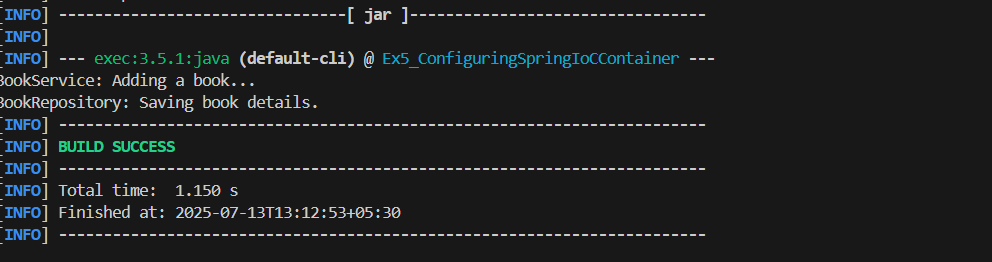 [INFO] --------------------------------[ jar ]---------------------------------
[INFO]
[INFO] --- exec:3.5.1:java (default-cli) @ Ex5_ConfiguringSpringIoCContainer ---
BookService: Adding a book...
BookRepository: Saving book details.
[INFO] ------------------------------------------------------------------------
[INFO] BUILD SUCCESS
[INFO] ------------------------------------------------------------------------
[INFO] Total time:  1.150 s
[INFO] Finished at: 2025-07-13T13:12:53+05:30
[INFO] ------------------------------------------------------------------------